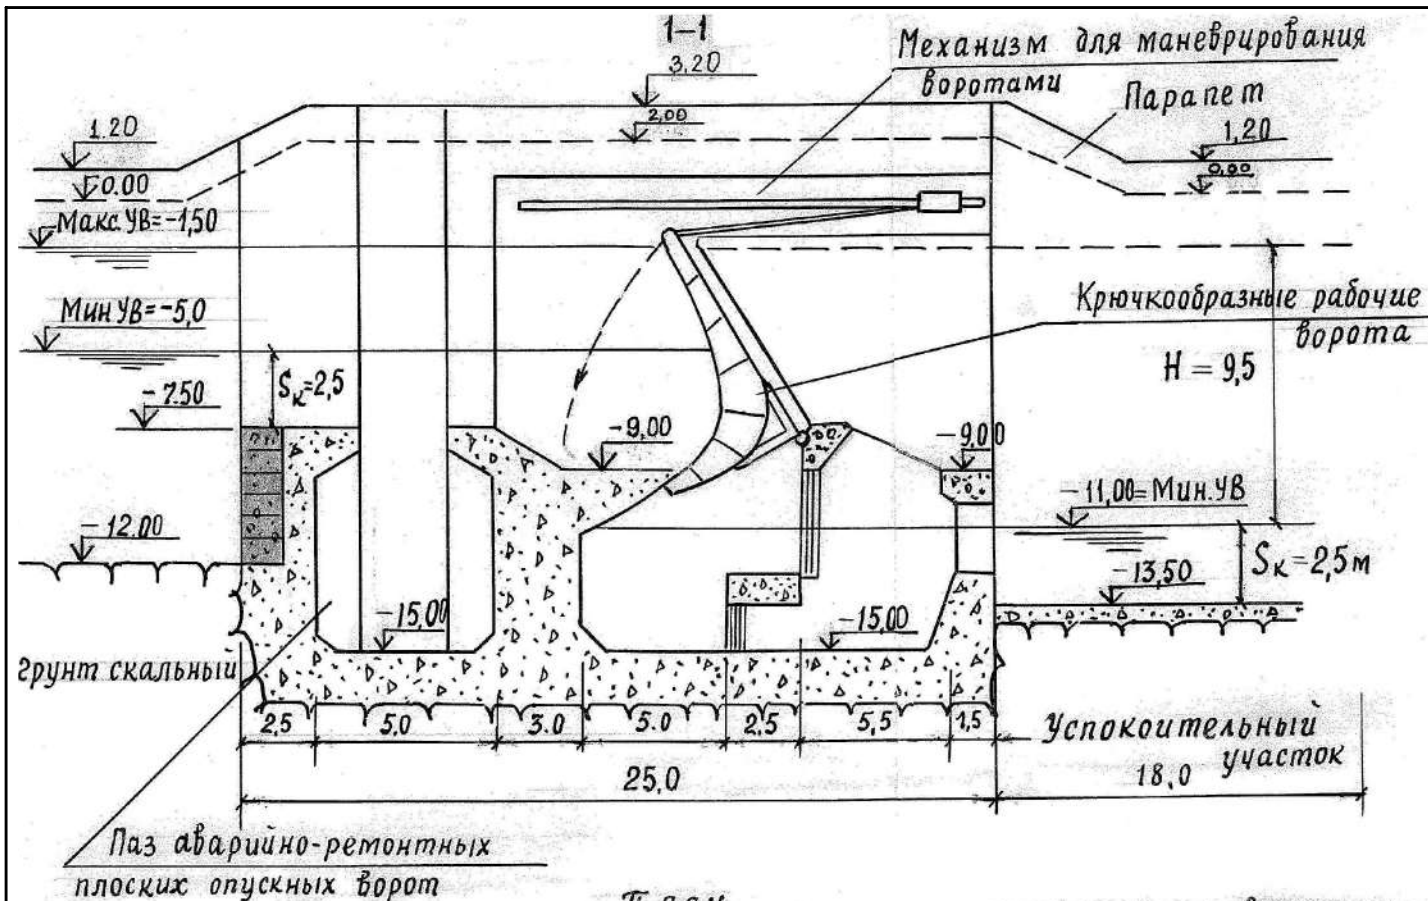 1–1
Механизм для маневрирования
воротами
3,20
2,00
Парапет
1.20
0.00
1,20
0,00
Макс. УВ=-1,50
Мин УВ=-5,0
Крючкообразные рабочие
ворота
H = 9,5
Sк=2,5
-7.50
-9,00
-9,00
-11,00=Мин.УВ
-12.00
Sк=2,5м
-13,50
-15,00
-15,00
грунт скальный
2,5 5,0 3.0 5.0 2,5 5,5 1,5
Успокоительный
участок
25,0
18,0
Паз аварийно-ремонтных
плоских опускных ворот